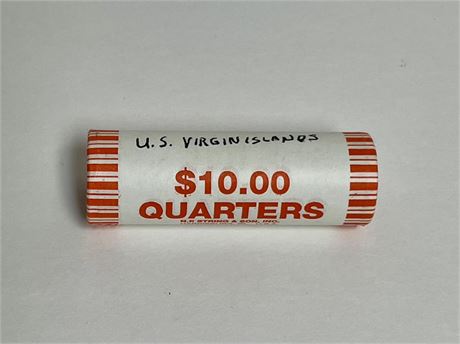 U.S. VIRGIN ISLANDS
$10.00
QUARTERS
N.F. STRING & SON, INC.